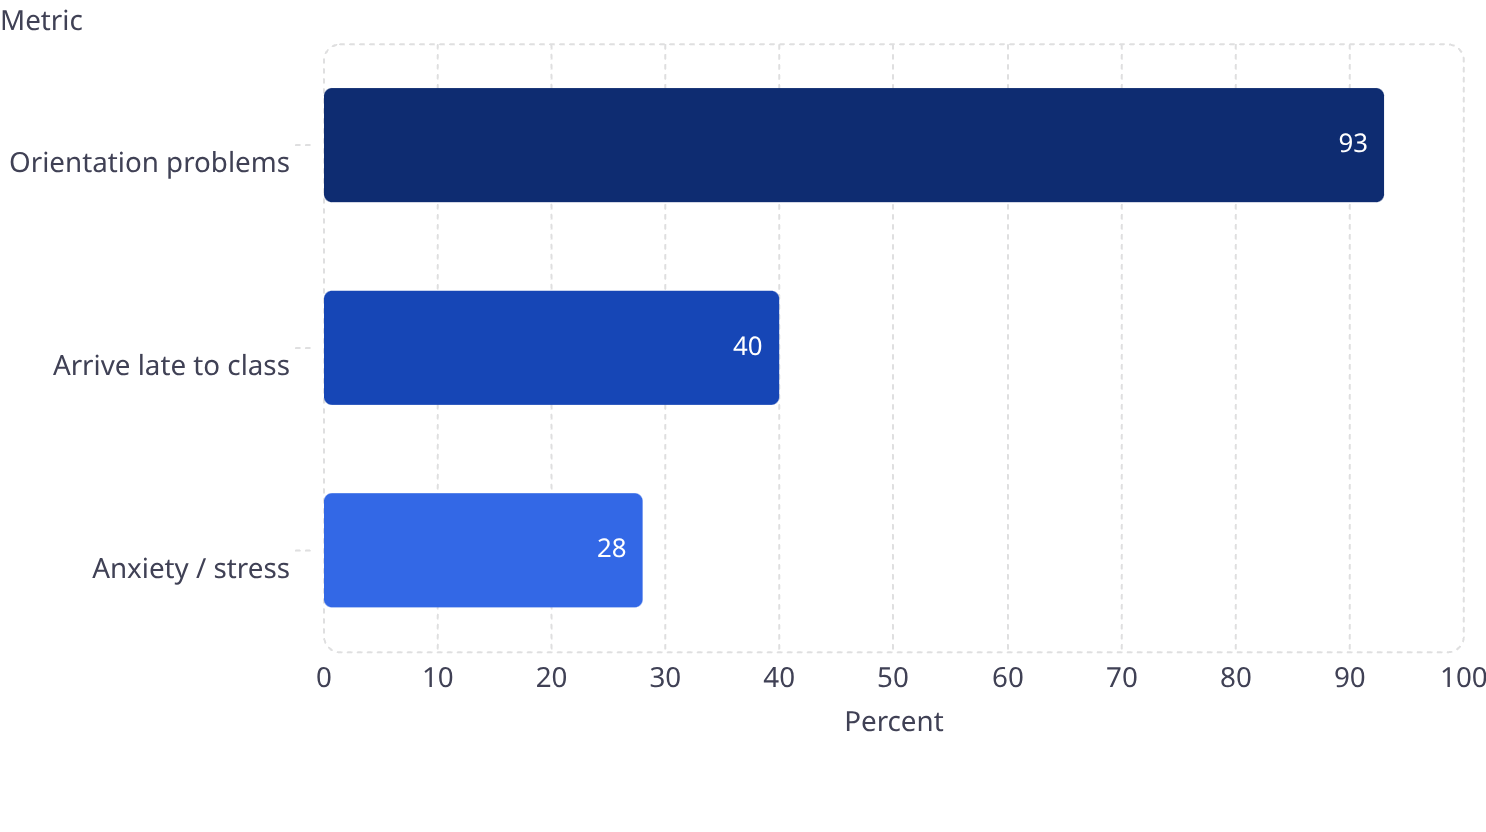 Metric
Orientation problems
93
Arrive late to class
40
Anxiety / stress
28
0 10 20 30 40 50 60 70 80 90 100
Percent